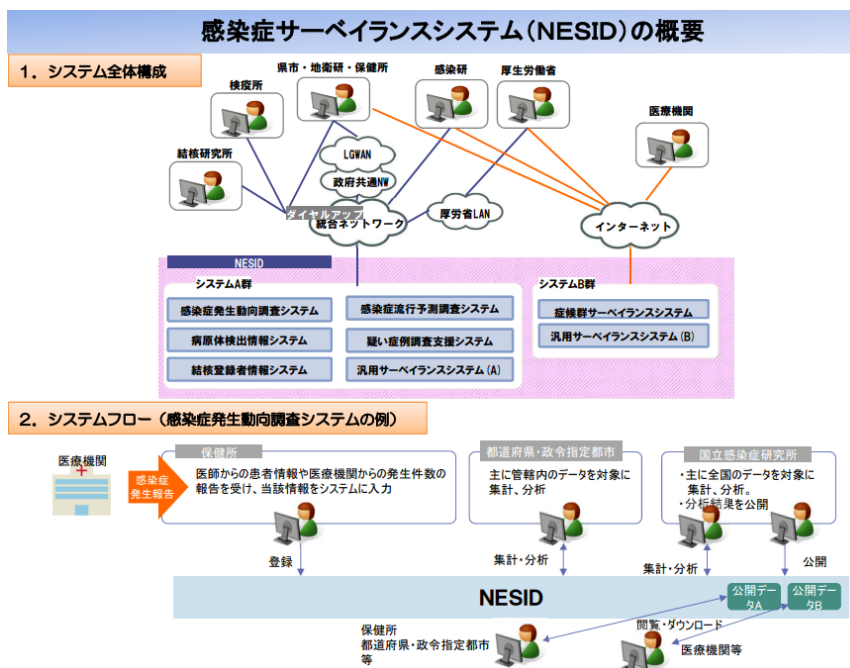 感染症サーベイランスシステム(NESID)の概要
1．システム全体構成
県市・地衛研・保健所
感染研
厚生労働省
検疫所
医療機関
結核研究所
LGWAN
政府共通NW
ダイヤルアップ
統合ネットワーク
厚労省LAN
インターネット
NESID
システムA群
システムB群
感染症発生動向調査システム
感染症流行予測調査システム
症候群サーベイランスシステム
病原体検出情報システム
疑い症例調査支援システム
汎用サーベイランスシステム(B)
結核登録者情報システム
汎用サーベイランスシステム(A)
2．システムフロー（感染症発生動向調査システムの例）
医療機関
感染症
発生報告
保健所
医師からの患者情報や医療機関からの発生件数の
報告を受け、当該情報をシステムに入力
都道府県・政令指定都市
主に管轄内のデータを対象に
集計、分析
国立感染症研究所
・主に全国のデータを対象に
集計、分析。
・分析結果を公開
登録
集計・分析
集計・分析
公開
NESID
公開デー
タA
公開デー
タB
閲覧・ダウンロード
保健所
都道府県・政令指定都市
等
医療機関等